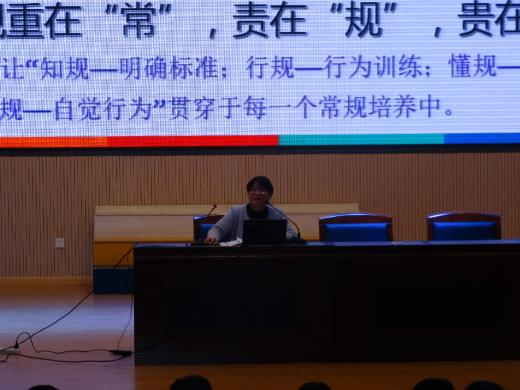 重在“常”，责在“规”，贵在
让“知规—明确标准；行规—行为训练；懂规—
规—自觉行为”贯穿于每一个常规培养中。